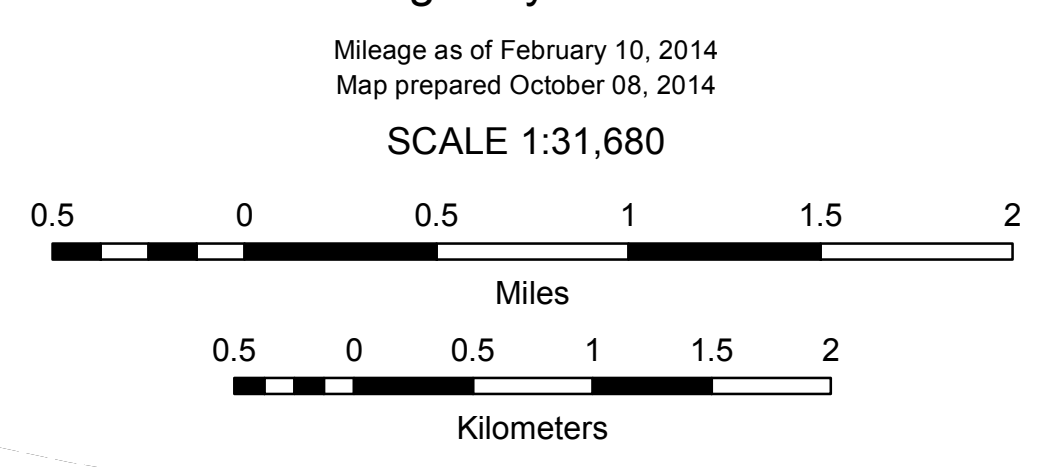 Mileage as of February 10, 2014
Map prepared October 08, 2014
SCALE 1:31,680
0.5 0 0.5 1 1.5 2
Miles
0.5 0 0.5 1 1.5 2
Kilometers